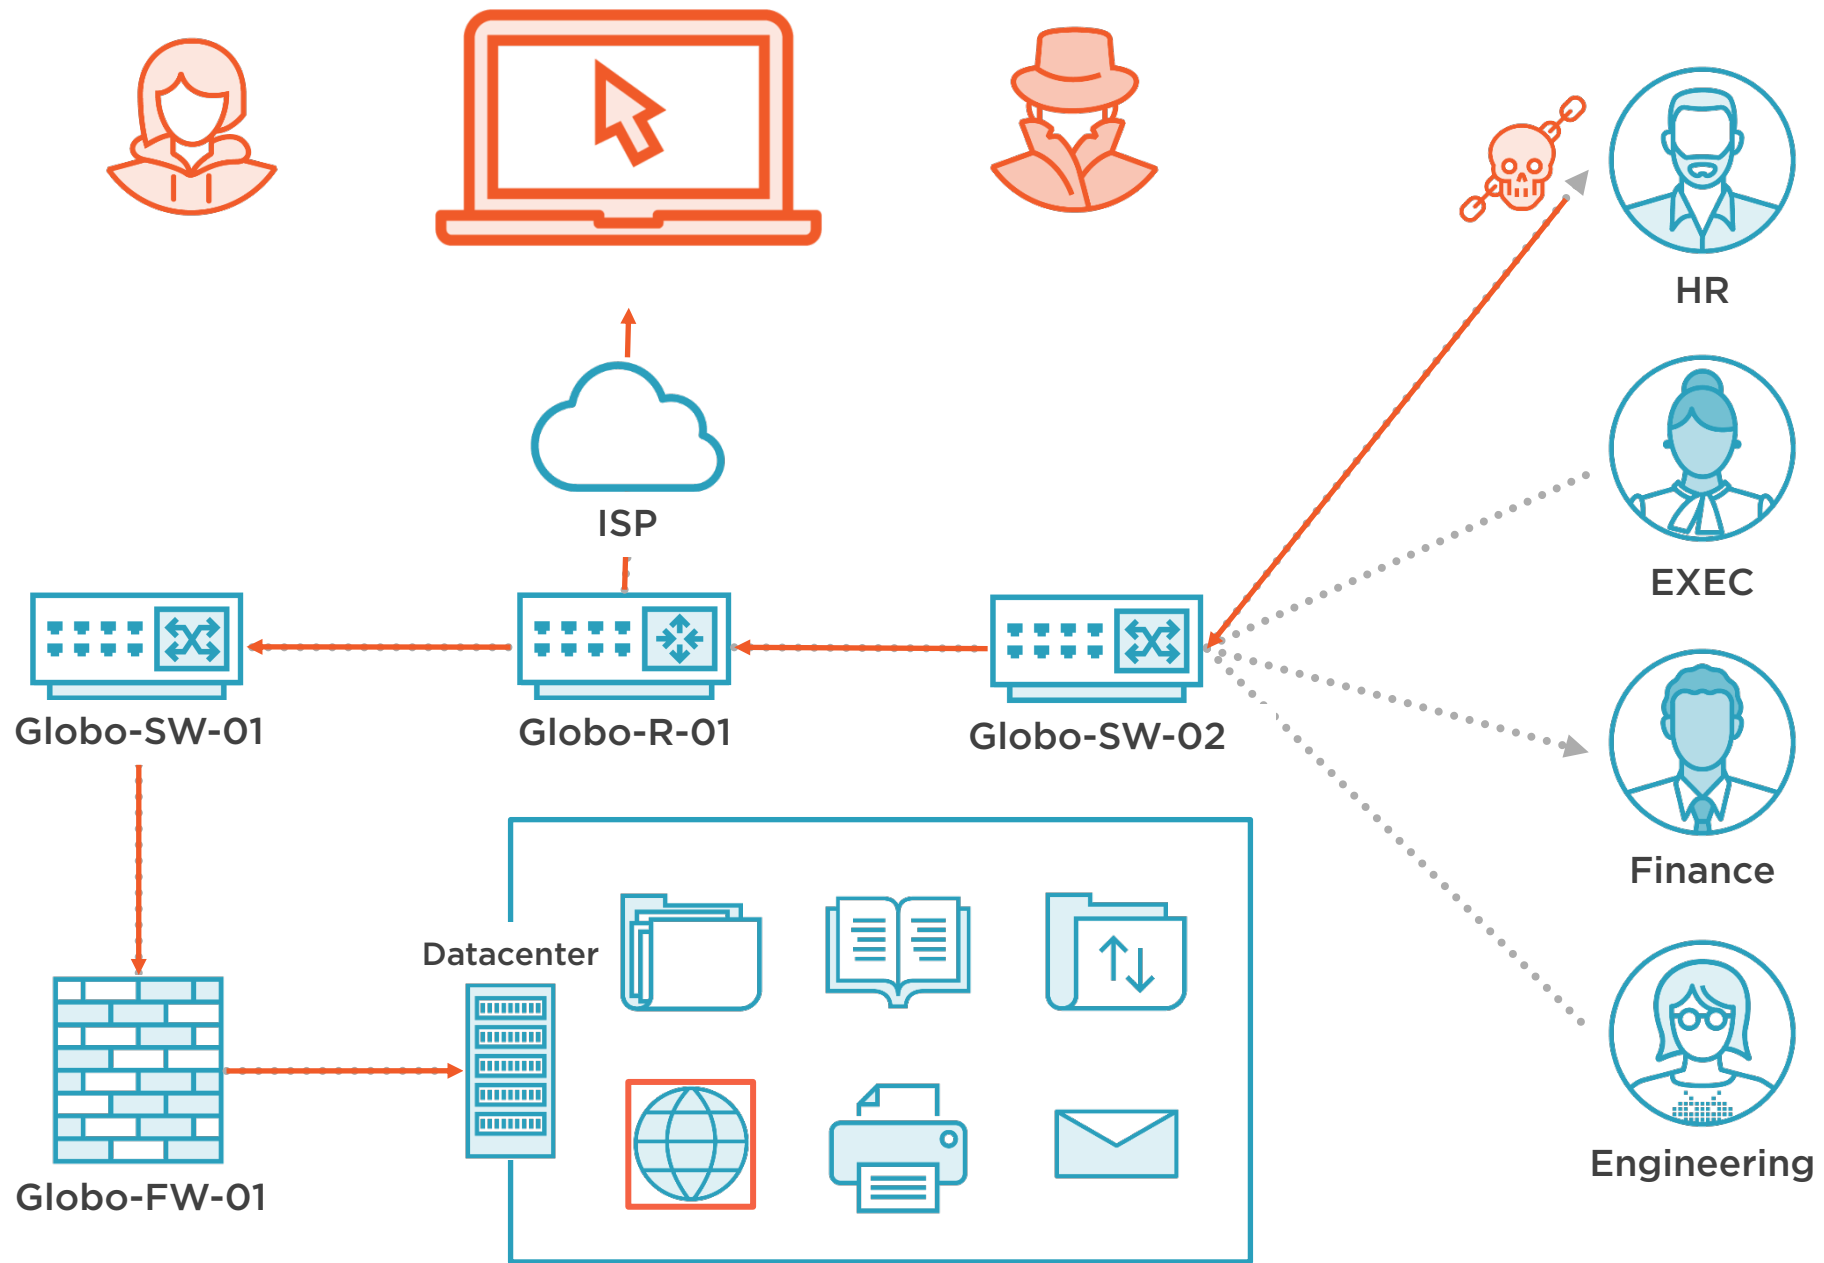 HR
ISP
EXEC
Globo-SW-01
Globo-R-01
Globo-SW-02
Finance
Datacenter
Globo-FW-01
Engineering